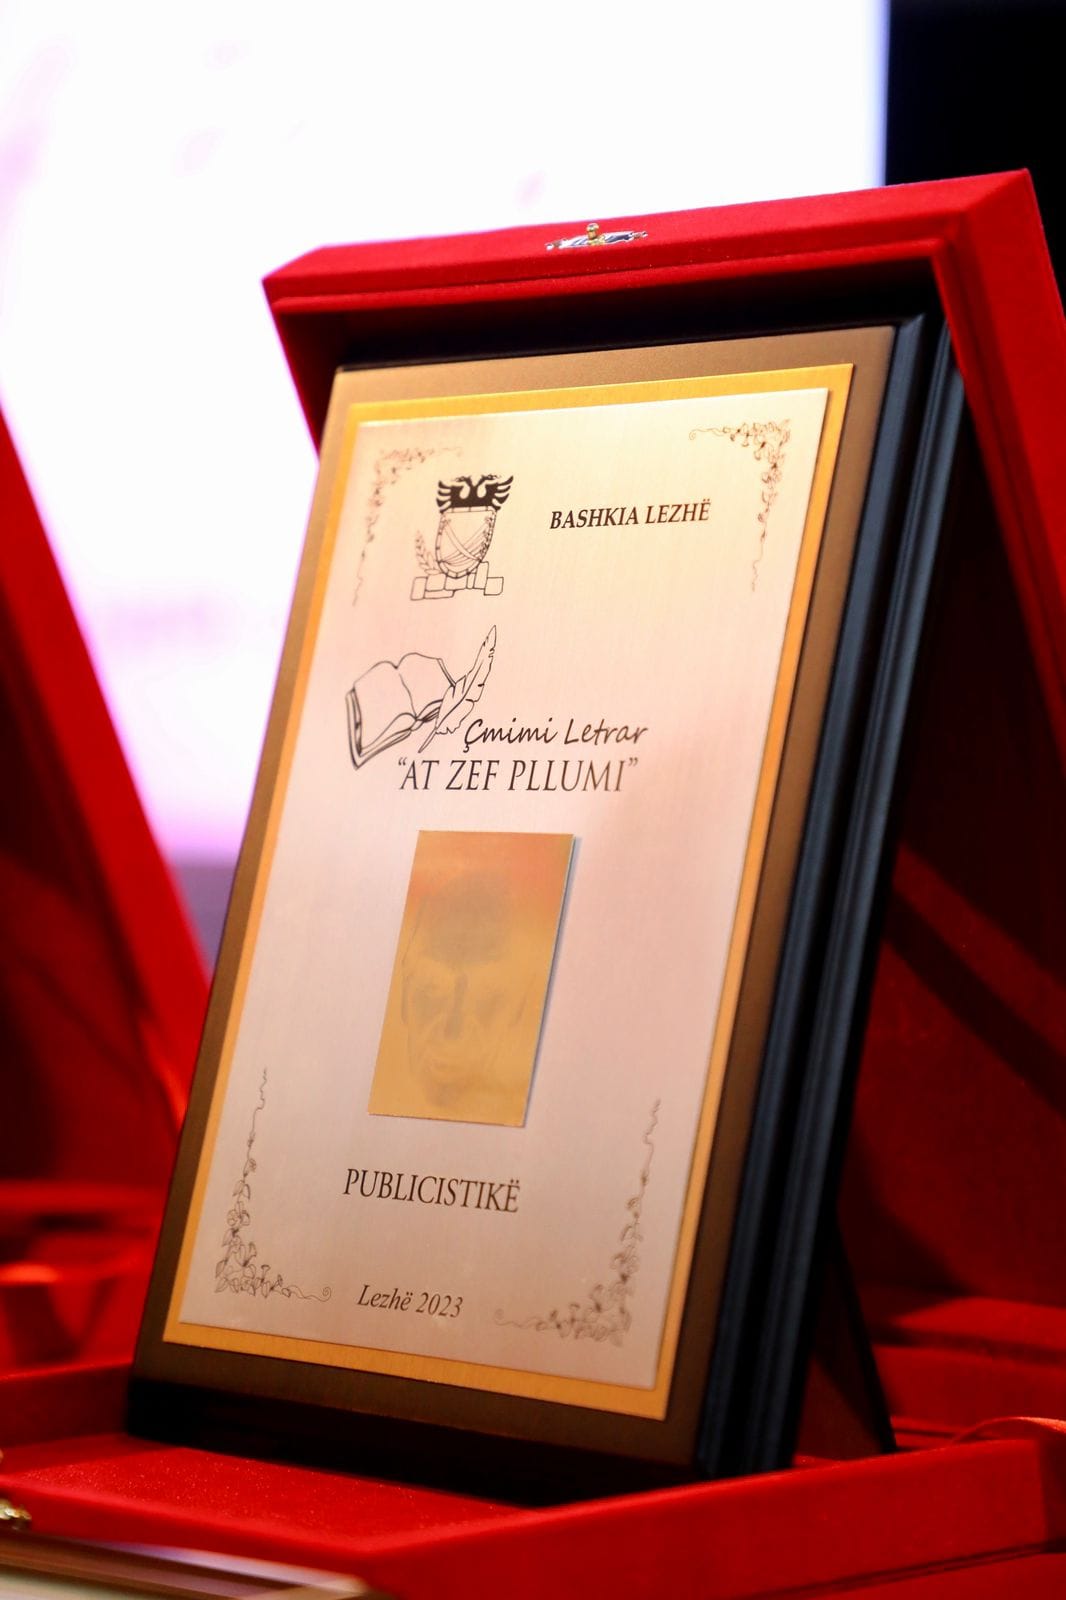 BASHKIA LEZHË
Çmimi Letrar
“AT ZEF PLLUMI”
PUBLICISTIKË
Lezhë 2023